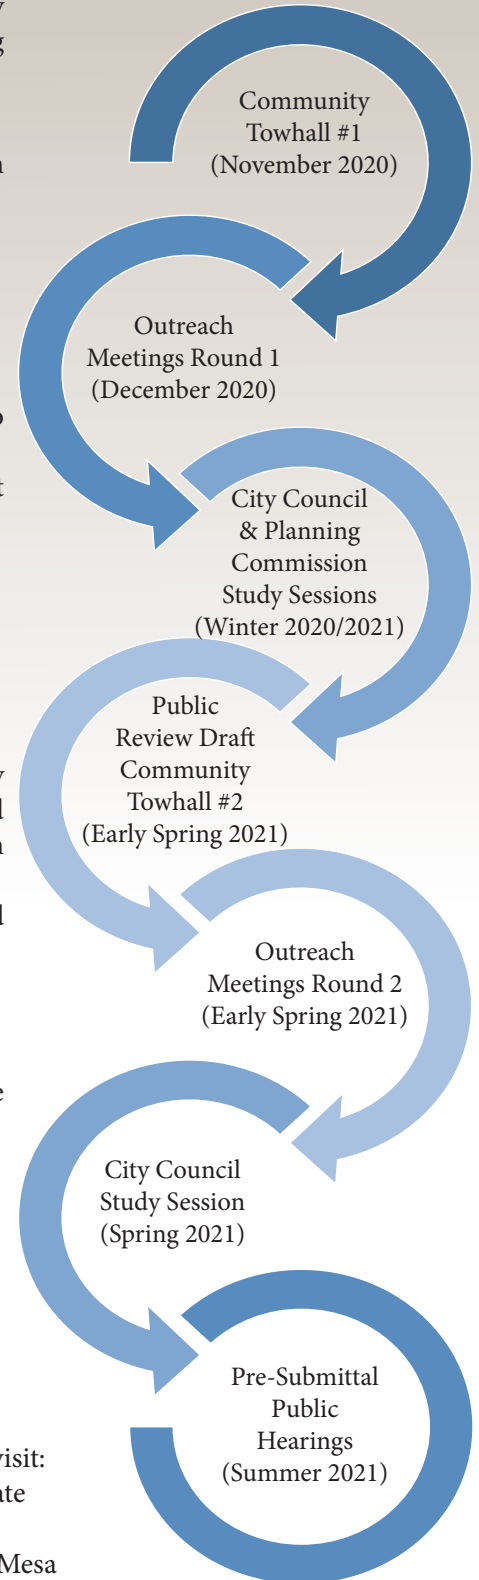 Community
Towhall #1
(November 2020)
Outreach
Meetings Round 1
(December 2020)
City Council
& Planning
Commission
Study Sessions
(Winter 2020/2021)
Public
Review Draft
Community
Towhall #2
(Early Spring 2021)
Outreach
Meetings Round 2
(Early Spring 2021)
City Council
Study Session
(Spring 2021)
Pre-Submittal
Public
Hearings
(Summer 2021)
Mesa